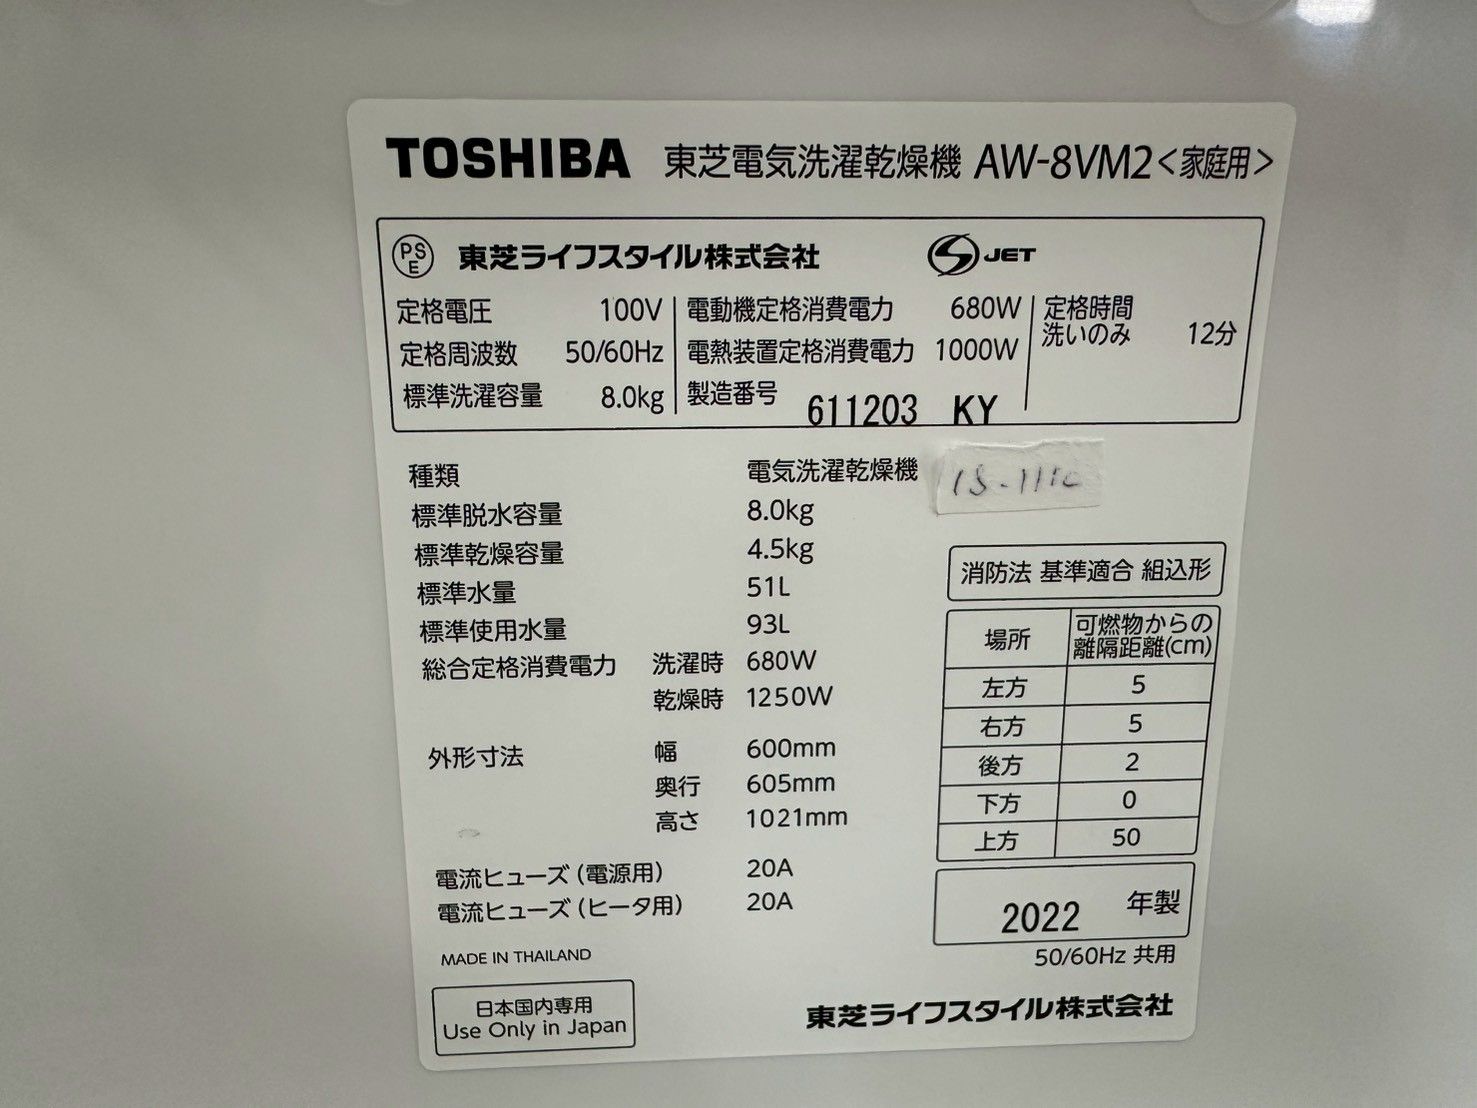 TOSHIBA 東芝電気洗濯乾燥機 AW-8VM2<家庭用>
PSE 東芝ライフスタイル株式会社 S JET
定格電圧 100V 電動機定格消費電力 680W 定格時間
洗いのみ 12分
定格周波数 50/60Hz 電熱装置定格消費電力 1000W
標準洗濯容量 8.0kg 製造番号 611203 KY
種類 電気洗濯乾燥機
標準脱水容量 8.0kg
標準乾燥容量 4.5kg
標準水量 51L
標準使用水量 93L
総合定格消費電力 洗濯時 680W
乾燥時 1250W
外形寸法 幅 600mm
奥行 605mm
高さ 1021mm
電流ヒューズ(電源用) 20A
電流ヒューズ(ヒータ用) 20A
MADE IN THAILAND
日本国内専用
Use Only in Japan
消防法 基準適合 組込形
場所 可燃物からの
離隔距離(cm)
左方 5
右方 5
後方 2
下方 0
上方 50
2022 年製
50/60Hz 共用
東芝ライフスタイル株式会社